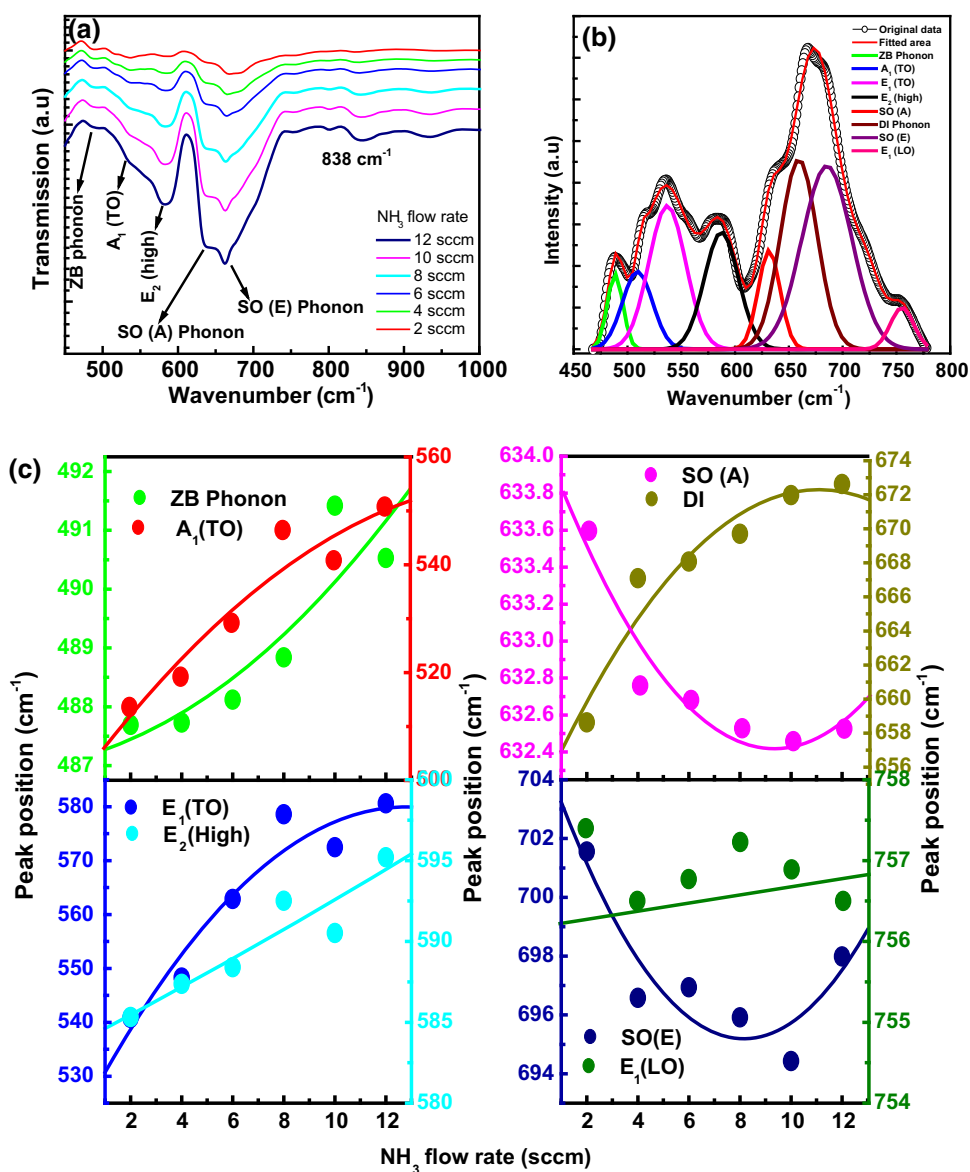 (a)
Transmission (a.u)
ZB phonon
A₁ (TO)
E₂ (high)
SO (A) Phonon
SO (E) Phonon
838 cm⁻¹
NH₃ flow rate
12 sccm
10 sccm
8 sccm
6 sccm
4 sccm
2 sccm
500 600 700 800 900 1000
Wavenumber (cm⁻¹)
(b)
Intensity (a.u)
Original data
Fitted area
ZB Phonon
A₁ (TO)
E₁ (TO)
E₂ (high)
SO (A)
DI Phonon
SO (E)
E₁ (LO)
450 500 550 600 650 700 750 800
Wavenumber (cm⁻¹)
(c)
Peak position (cm⁻¹)
492
491
490
489
488
487
ZB Phonon
A₁(TO)
560
540
520
500
580
570
560
550
540
530
E₁(TO)
E₂(High)
595
590
585
580
2 4 6 8 10 12
Peak position (cm⁻¹)
634.0
633.8
633.6
633.4
633.2
633.0
632.8
632.6
632.4
SO (A)
DI
674
672
670
668
666
664
662
660
658
656
704
702
700
698
696
694
SO(E)
E₁(LO)
758
757
756
755
754
2 4 6 8 10 12
Peak position (cm⁻¹)
NH₃ flow rate (sccm)